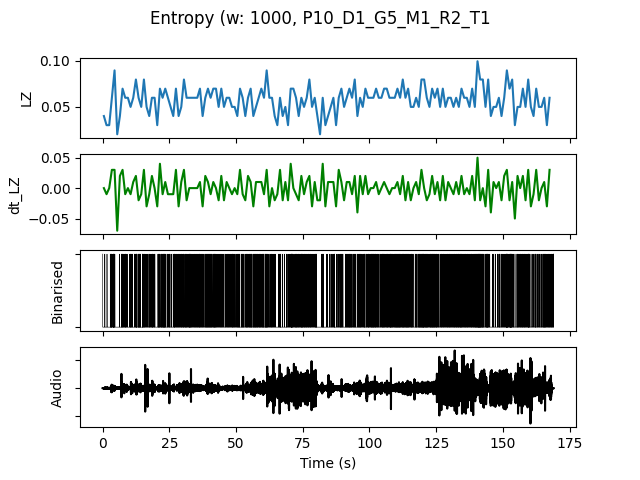 Entropy (w: 1000, P10_D1_G5_M1_R2_T1
0.10
0.05
LZ
0.05
0.00
−0.05
dt_LZ
Binarised
Audio
0 25 50 75 100 125 150 175
Time (s)